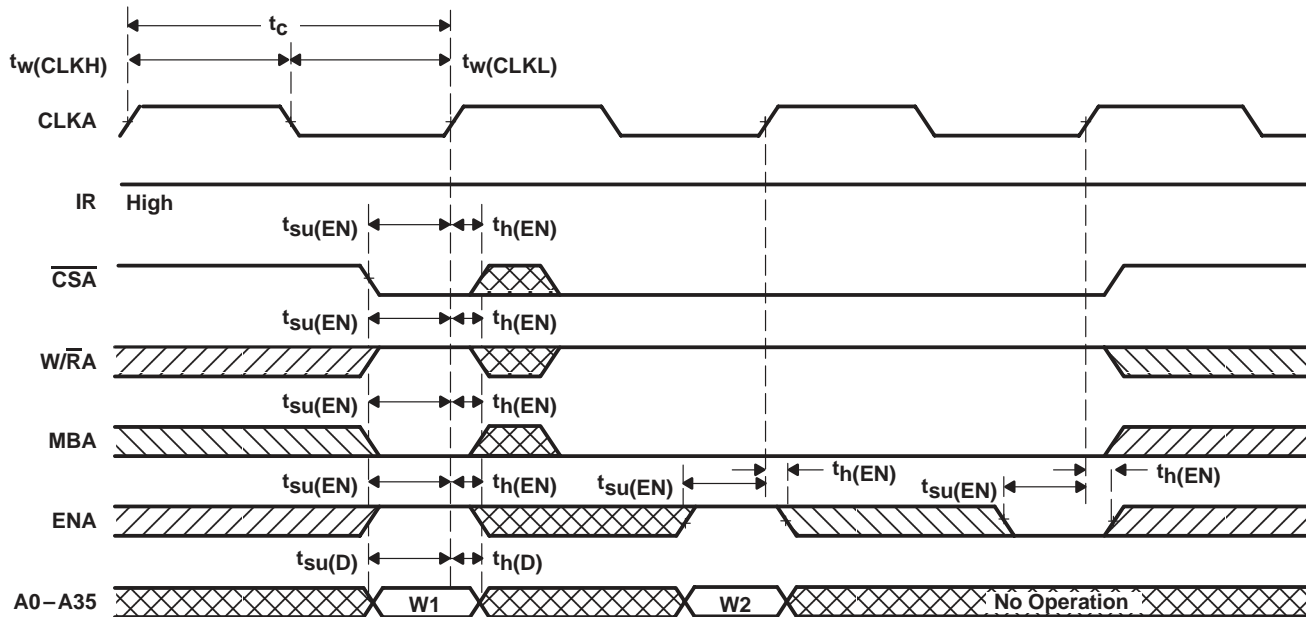 tc
tw(CLKH) tw(CLKL)
CLKA
IR High
tsu(EN) th(EN)
CSA
tsu(EN) th(EN)
W/RA
tsu(EN) th(EN)
MBA
tsu(EN) th(EN) tsu(EN) th(EN) tsu(EN) th(EN)
ENA
tsu(D) th(D)
A0–A35 W1 W2 No Operation